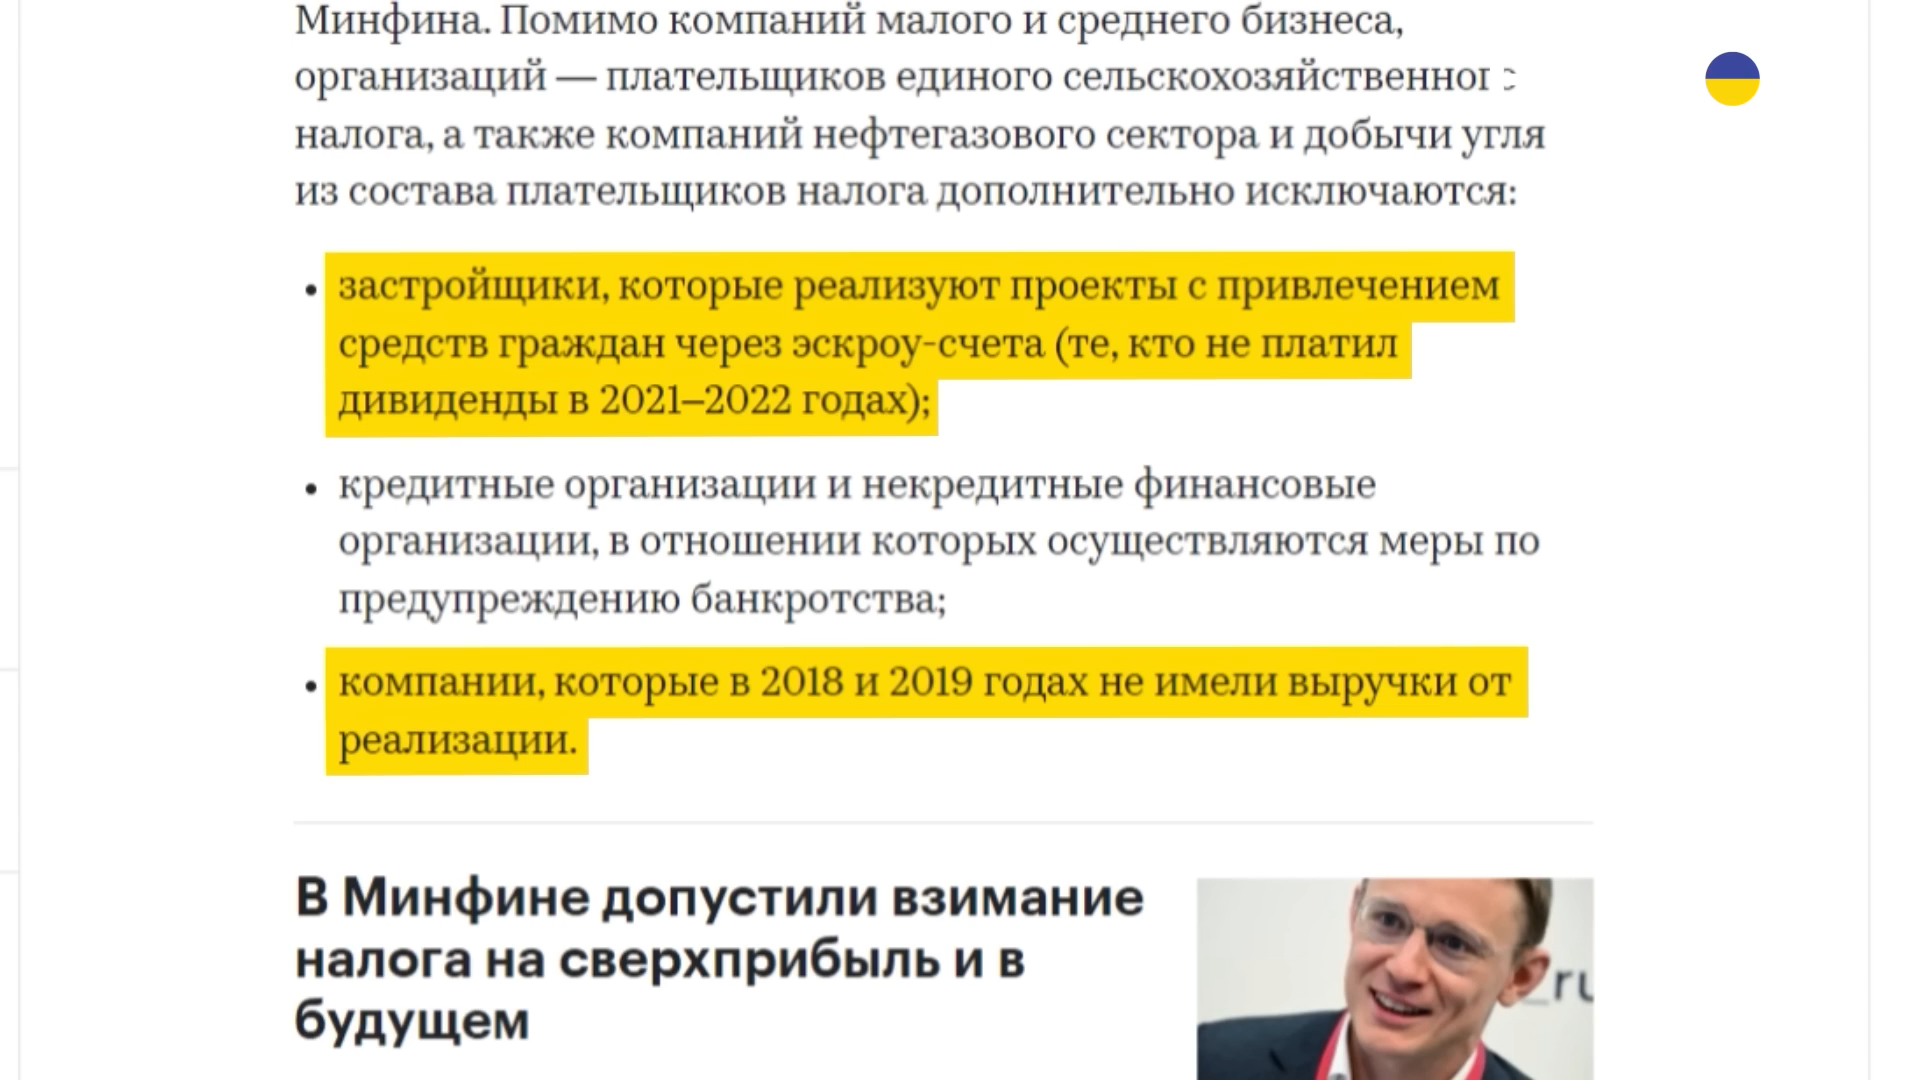 Минфина. Помимо компаний малого и среднего бизнеса,
организаций — плательщиков единого
налога, а также компаний нефтегазового сектора и добычи угля
из состава плательщиков налога дополнительно исключаются:
• застройщики, которые реализуют проекты с привлечением
средств граждан через эскроу-счета (те, кто не платил
дивиденды в 2021–2022 годах);
• кредитные организации и некредитные финансовые
организации, в отношении которых осуществляются меры по
предупреждению банкротства;
• компании, которые в 2018 и 2019 годах не имели выручки от
реализации.
В Минфине допустили взимание
налога на сверхприбыль и в
будущем
_ru